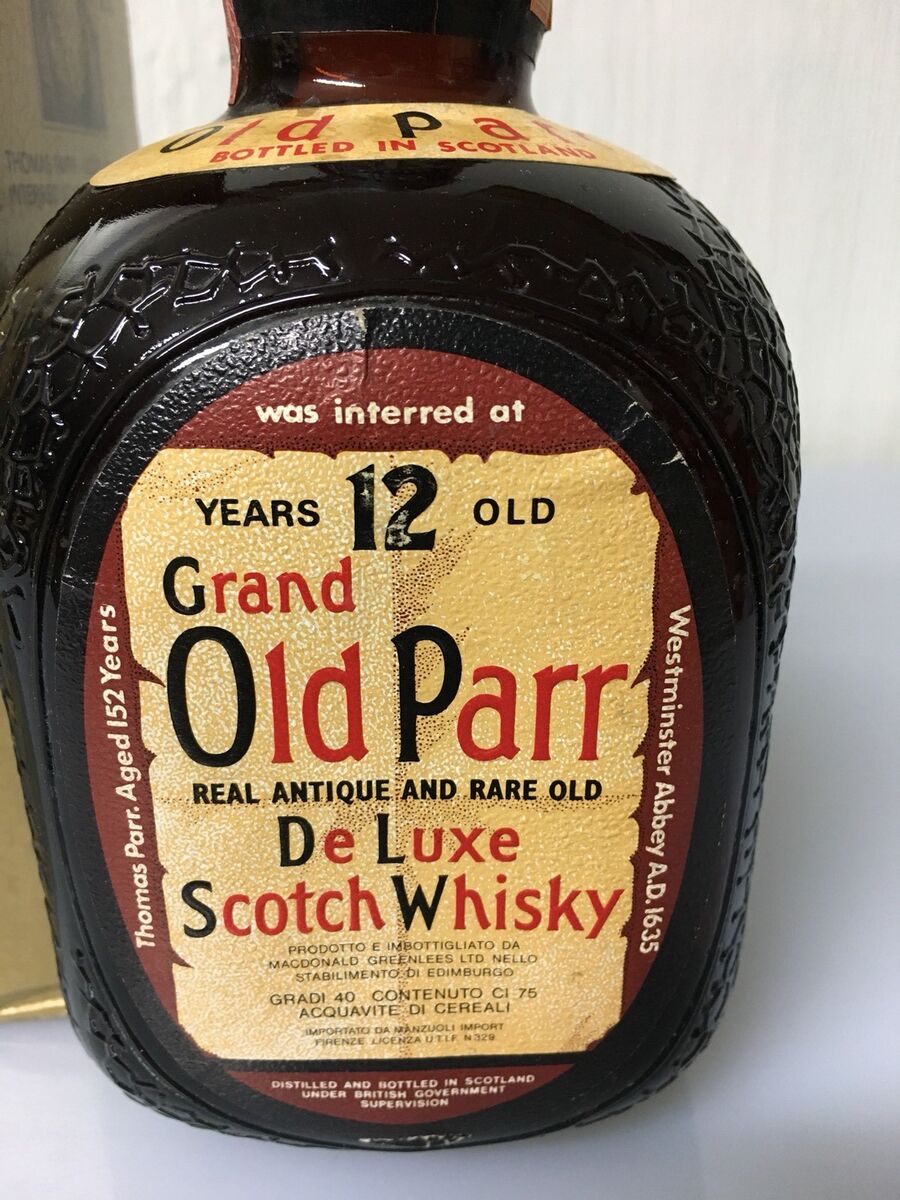 Old Parr
BOTTLED IN SCOTLAND
was interred at
YEARS 12 OLD
Grand
Old Parr
REAL ANTIQUE AND RARE OLD
De Luxe
Scotch Whisky
PRODOTTO E IMBOTTIGLIATO DA
MACDONALD GREENLEES LTD NELLO
STABILIMENTO DI EDIMBURGO
GRADI 40 CONTENUTO CI 75
ACQUAVITE DI CEREALI
IMPORTATO DA MANZUOLI IMPORT
FIRENZE LICENZA U.T.I.F. N 329
Thomas Parr. Aged 152 Years
Westminster Abbey A.D. 1635
DISTILLED AND BOTTLED IN SCOTLAND
UNDER BRITISH GOVERNMENT
SUPERVISION
THOMAS